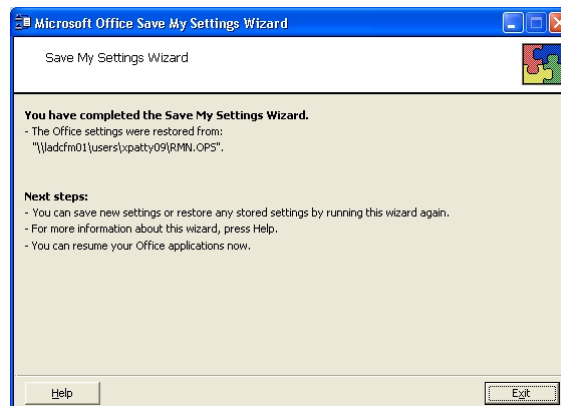 Microsoft Office Save My Settings Wizard
Save My Settings Wizard
You have completed the Save My Settings Wizard.
- The Office settings were restored from:
"\\ladcfm01\users\xpatty09\RMN.OPS".
Next steps:
- You can save new settings or restore any stored settings by running this wizard again.
- For more information about this wizard, press Help.
- You can resume your Office applications now.
Help
Exit